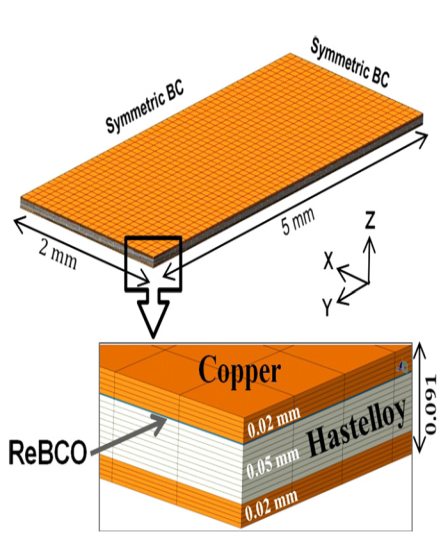 Symmetric BC
Symmetric BC
2 mm
5 mm
Z
X
Y
Copper
0.091
ReBCO
0.02 mm
Hastelloy
0.05 mm
0.02 mm